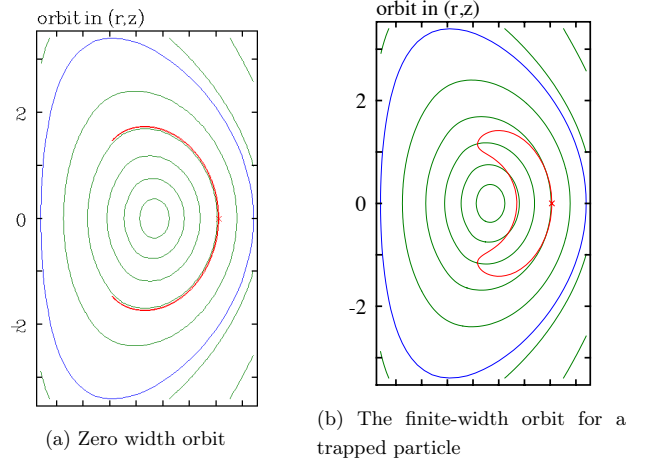 orbit in (r,z)
2
0
-2
(a) Zero width orbit
orbit in (r,z)
2
0
-2
(b) The finite-width orbit for a
trapped particle